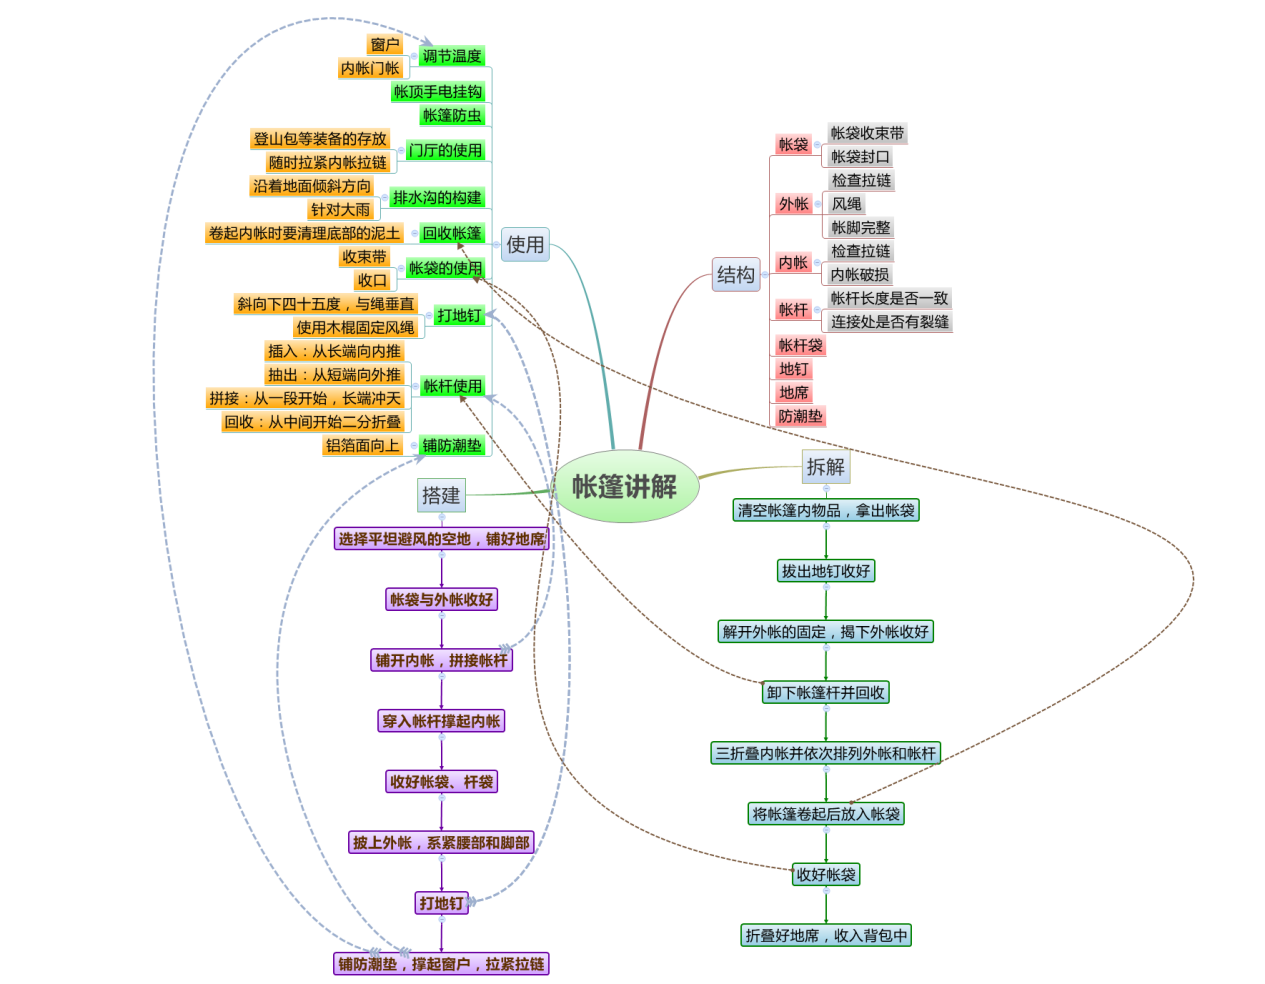 帐篷讲解
使用
调节温度
窗户
内帐门帐
帐顶手电挂钩
帐篷防虫
门厅的使用
登山包等装备的存放
随时拉紧内帐拉链
排水沟的构建
沿着地面倾斜方向
针对大雨
回收帐篷
卷起内帐时要清理底部的泥土
帐袋的使用
收束带
收口
打地钉
斜向下四十五度，与绳垂直
使用木棍固定风绳
帐杆使用
插入：从长端向内推
抽出：从短端向外推
拼接：从一段开始，长端冲天
回收：从中间开始二分折叠
铺防潮垫
铝箔面向上
结构
帐袋
帐袋收束带
帐袋封口
外帐
检查拉链
风绳
帐脚完整
内帐
检查拉链
内帐破损
帐杆
帐杆长度是否一致
连接处是否有裂缝
帐杆袋
地钉
地席
防潮垫
搭建
选择平坦避风的空地，铺好地席
帐袋与外帐收好
铺开内帐，拼接帐杆
穿入帐杆撑起内帐
收好帐袋、杆袋
披上外帐，系紧腰部和脚部
打地钉
铺防潮垫，撑起窗户，拉紧拉链
拆解
清空帐篷内物品，拿出帐袋
拔出地钉收好
解开外帐的固定，揭下外帐收好
卸下帐篷杆并回收
三折叠内帐并依次排列外帐和帐杆
将帐篷卷起后放入帐袋
收好帐袋
折叠好地席，收入背包中